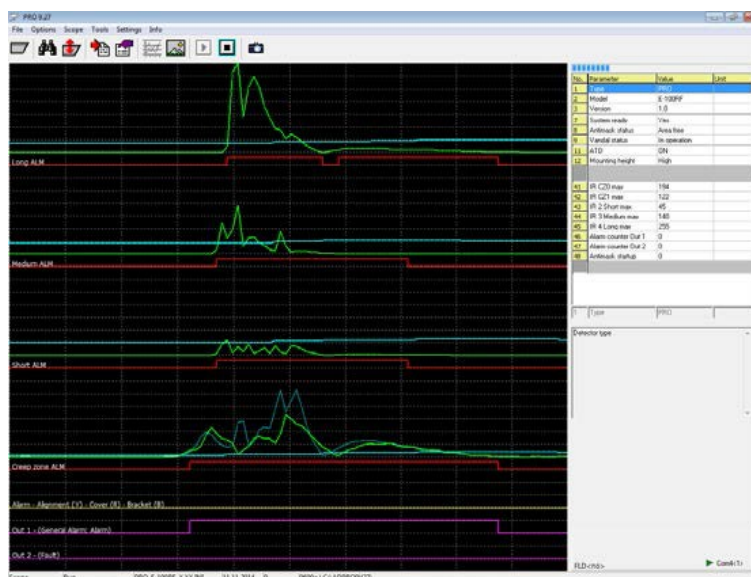 PRO 9.27
File Options Scope Tools Settings Info
No. Parameter Value Unit
1 Type PRO
2 Model E-100RF
3 Version 1.0
7 System ready Yes
8 Antimask status Area free
9 Vandal status In operation
11 ATD ON
12 Mounting height High
41 IR CZ0 max 194
42 IR CZ1 max 122
43 IR 2 Short max 45
44 IR 3 Medium max 148
45 IR 4 Long max 255
46 Alarm counter Out 1 0
47 Alarm counter Out 2 0
48 Antimask startup 0
1 Type PRO
Detector type
Long ALM
Medium ALM
Short ALM
Creep zone ALM
Alarm - Alignment (Y) - Cover (R) - Bracket (B)
Out 1 - (General Alarm: Alarm)
Out 2 - (Fault)